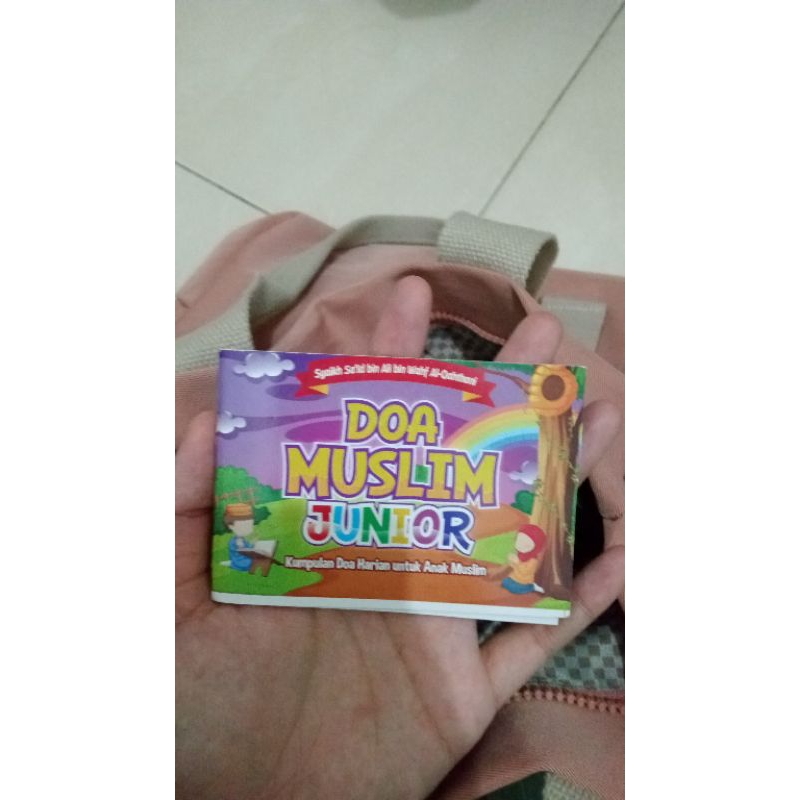 Syaikh Sa'id bin Ali bin Wahf Al-Qahthani
DOA
MUSLIM
JUNIOR
Kumpulan Doa Harian untuk Anak Muslim